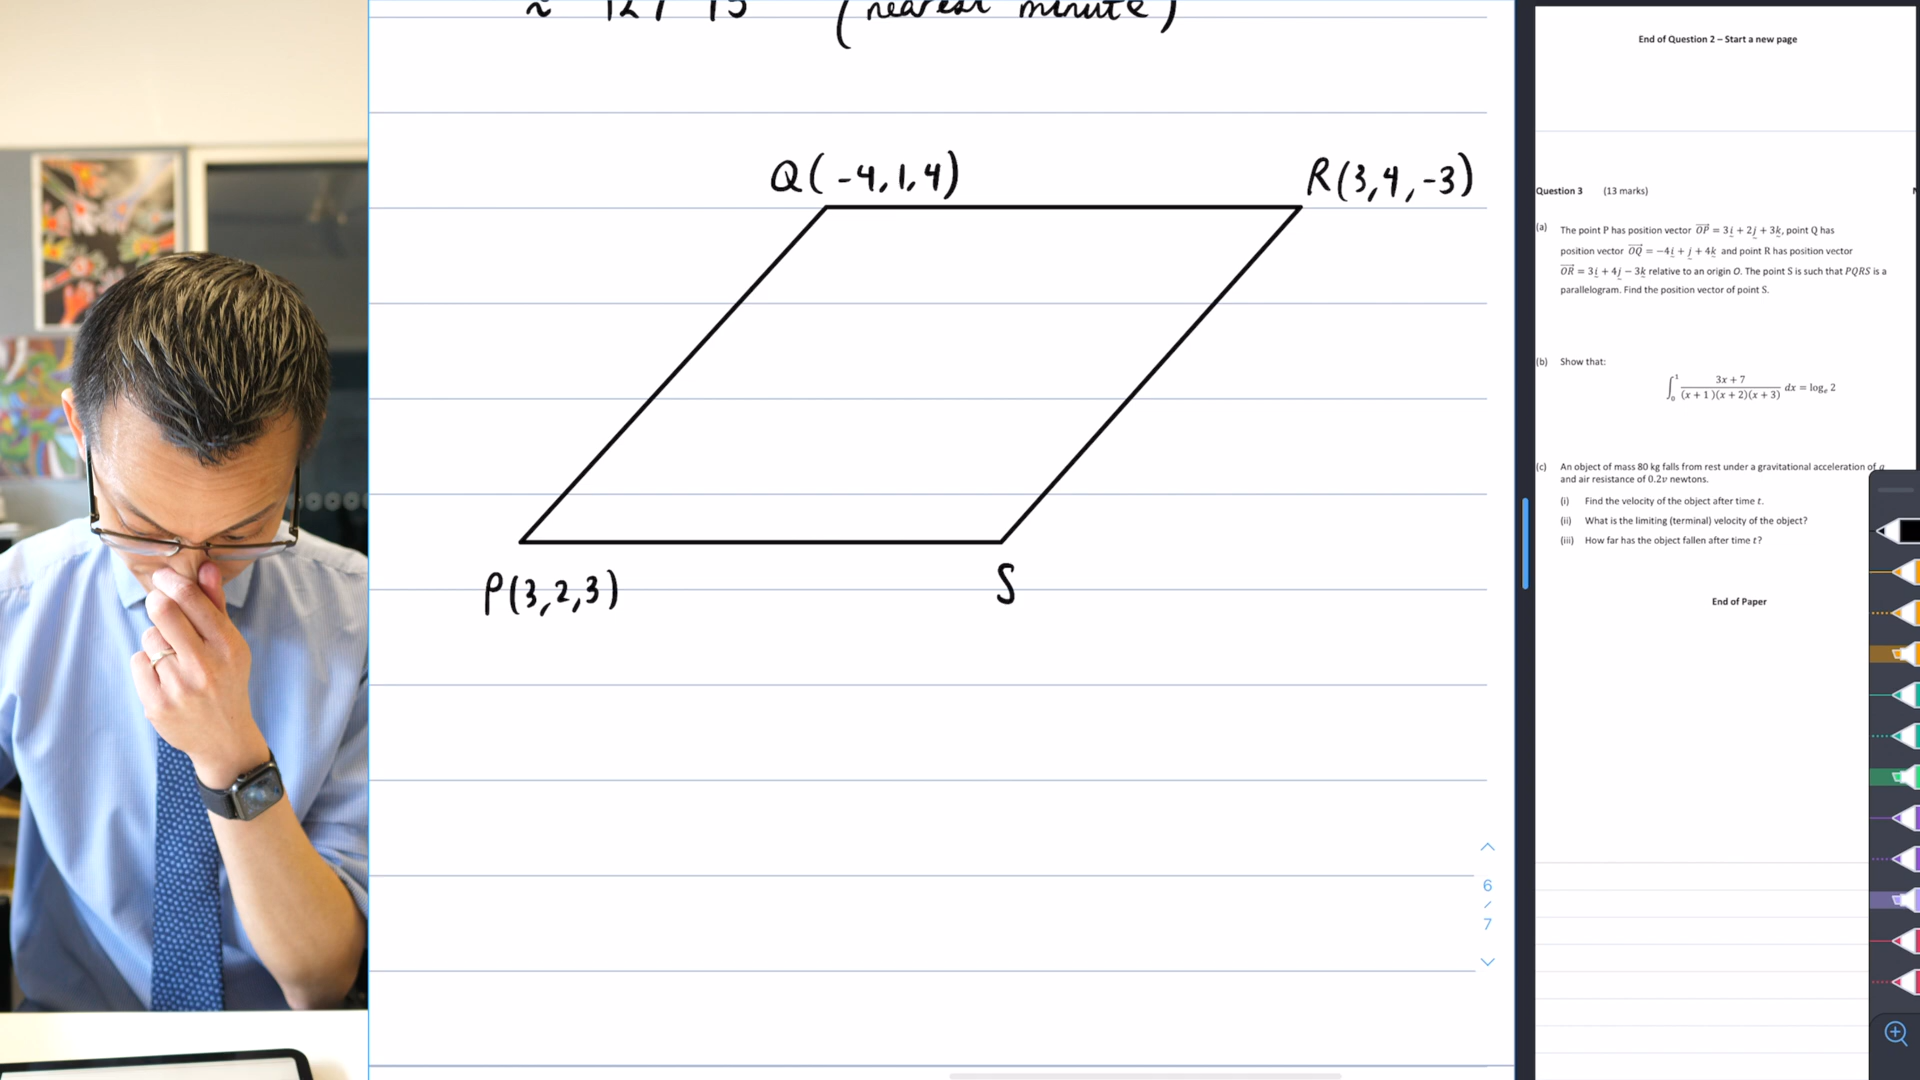 ≈ 127° 15' (nearest minute)
Q(-4,1,4)
R(3,4,-3)
P(3,2,3)
S
6
/
7
End of Question 2 – Start a new page
Question 3 (13 marks)
(a) The point P has position vector OP⃗ = 3i̲ + 2j̲ + 3k̲, point Q has
position vector OQ⃗ = −4i̲ + j̲ + 4k̲ and point R has position vector
OR⃗ = 3i̲ + 4j̲ − 3k̲ relative to an origin O. The point S is such that PQRS is a
parallelogram. Find the position vector of point S.
(b) Show that:
∫₀¹ (3x + 7)/((x + 1)(x + 2)(x + 3)) dx = logₑ 2
(c) An object of mass 80 kg falls from rest under a gravitational acceleration of g
and air resistance of 0.2v newtons.
(i) Find the velocity of the object after time t.
(ii) What is the limiting (terminal) velocity of the object?
(iii) How far has the object fallen after time t?
End of Paper